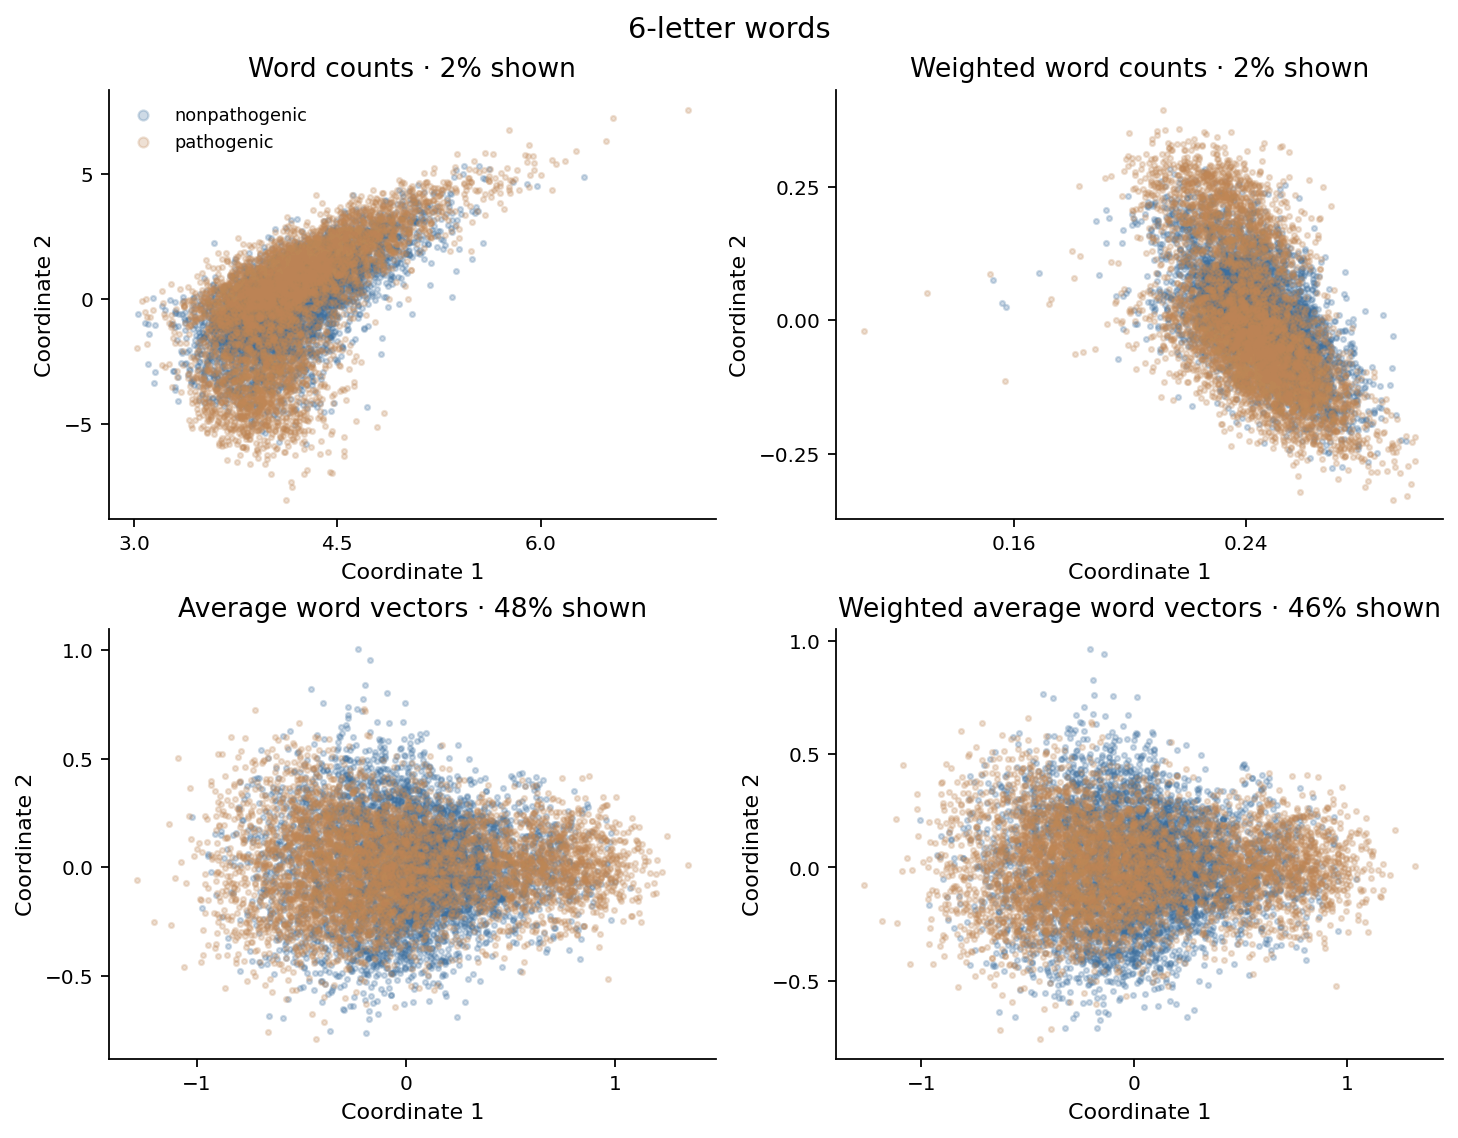 6-letter words
Word counts · 2% shown
nonpathogenic
pathogenic
5
0
−5
Coordinate 2
3.0
4.5
6.0
Coordinate 1
Weighted word counts · 2% shown
0.25
0.00
−0.25
Coordinate 2
0.16
0.24
Coordinate 1
Average word vectors · 48% shown
1.0
0.5
0.0
−0.5
Coordinate 2
−1
0
1
Coordinate 1
Weighted average word vectors · 46% shown
1.0
0.5
0.0
−0.5
Coordinate 2
−1
0
1
Coordinate 1